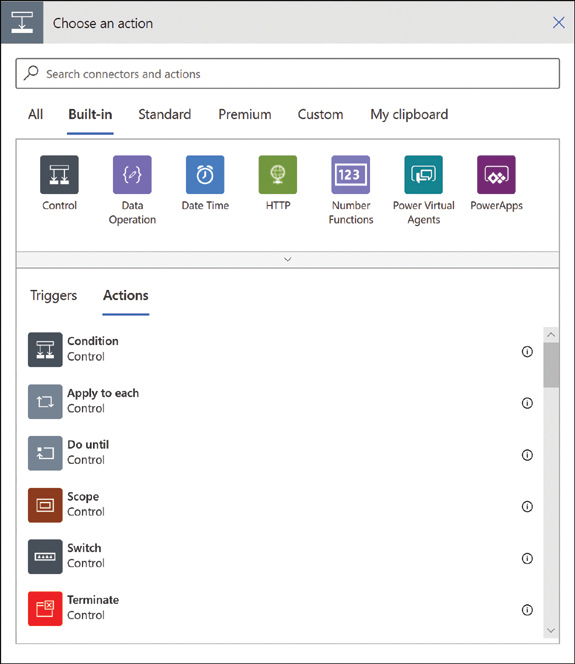 Choose an action
Search connectors and actions
All Built-in Standard Premium Custom My clipboard
123
Control Data Operation Date Time HTTP Number Functions Power Virtual Agents PowerApps
Triggers Actions
Condition
Control
Apply to each
Control
Do until
Control
Scope
Control
Switch
Control
Terminate
Control